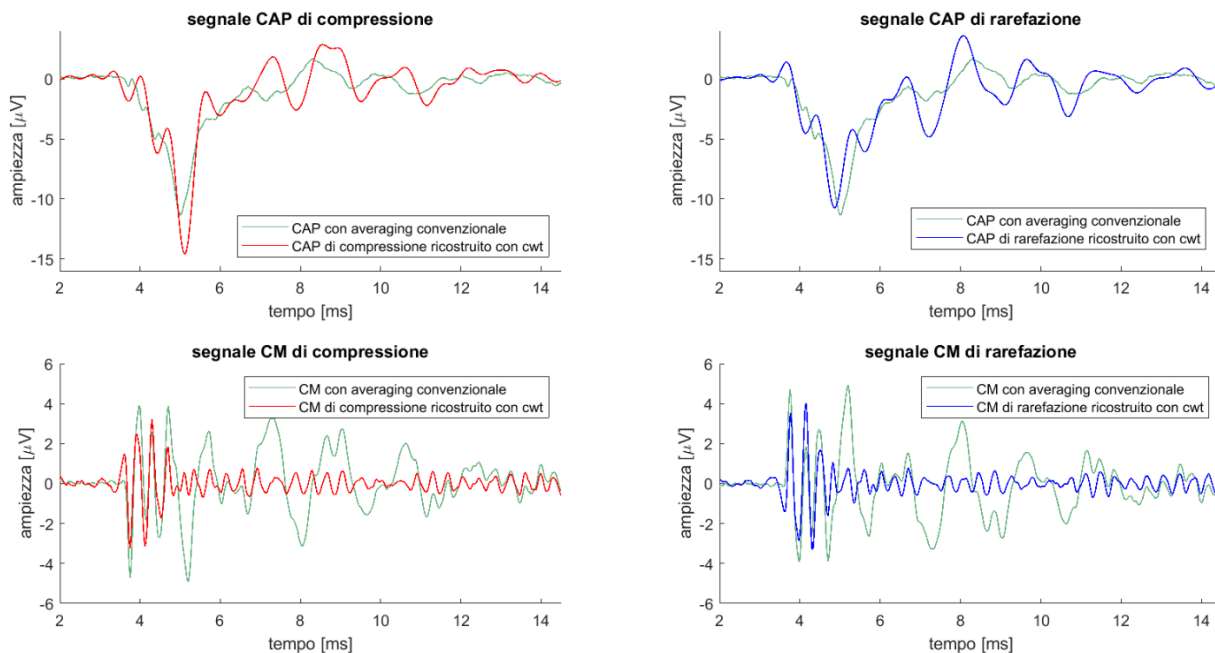 segnale CAP di compressione
0
-5
-10
-15
ampiezza [μV]
CAP con averaging convenzionale
CAP di compressione ricostruito con cwt
2 4 6 8 10 12 14
tempo [ms]
segnale CAP di rarefazione
0
-5
-10
-15
ampiezza [μV]
CAP con averaging convenzionale
CAP di rarefazione ricostruito con cwt
2 4 6 8 10 12 14
tempo [ms]
segnale CM di compressione
6
4
2
0
-2
-4
-6
ampiezza [μV]
CM con averaging convenzionale
CM di compressione ricostruito con cwt
2 4 6 8 10 12 14
tempo [ms]
segnale CM di rarefazione
6
4
2
0
-2
-4
-6
ampiezza [μV]
CM con averaging convenzionale
CM di rarefazione ricostruito con cwt
2 4 6 8 10 12 14
tempo [ms]